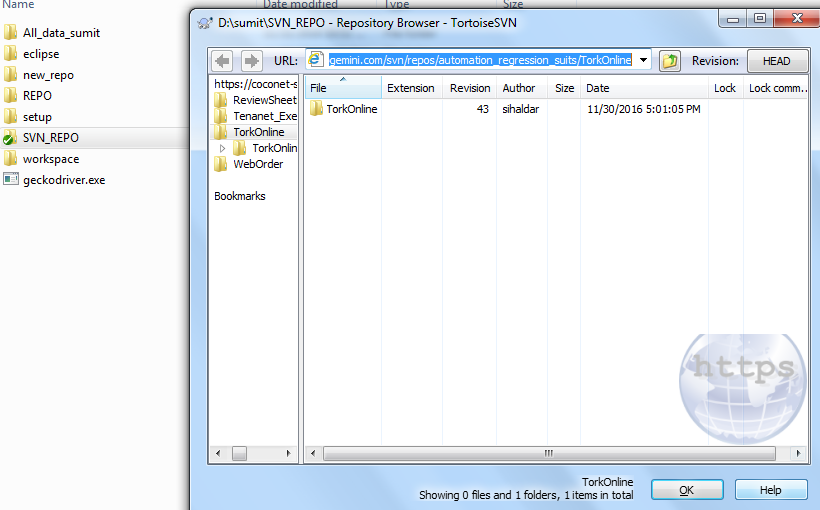 Name Date modified Type Size
All_data_sumit
eclipse
new_repo
REPO
setup
SVN_REPO
workspace
geckodriver.exe
D:\sumit\SVN_REPO - Repository Browser - TortoiseSVN
URL: gemini.com/svn/repos/automation_regression_suits/TorkOnline Revision: HEAD
https://coconet-s
ReviewSheet
Tenanet_Exe
TorkOnline
TorkOnlin
WebOrder
Bookmarks
File Extension Revision Author Size Date Lock Lock comm...
TorkOnline 43 sihaldar 11/30/2016 5:01:05 PM
https
TorkOnline
Showing 0 files and 1 folders, 1 items in total
OK Help